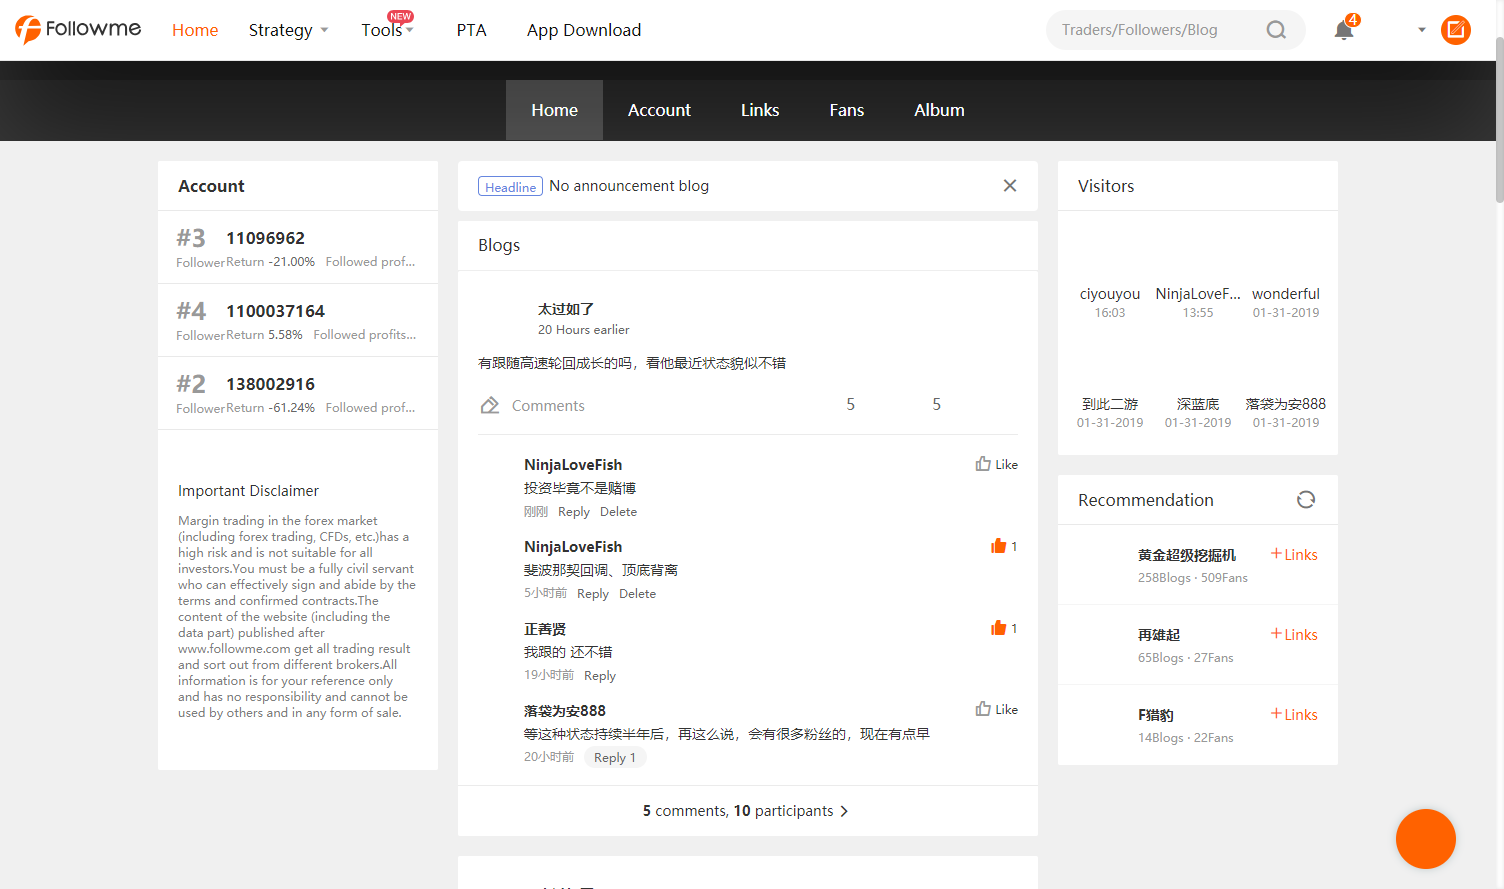 Followme
Home
Strategy
Tools
NEW
PTA
App Download
Traders/Followers/Blog
4
Home
Account
Links
Fans
Album
Account
#3 11096962
Follower Return -21.00% Followed prof...
#4 1100037164
Follower Return 5.58% Followed profits...
#2 138002916
Follower Return -61.24% Followed prof...
Important Disclaimer
Margin trading in the forex market
(including forex trading, CFDs, etc.)has a
high risk and is not suitable for all
investors.You must be a fully civil servant
who can effectively sign and abide by the
terms and confirmed contracts.The
content of the website (including the
data part) published after
www.followme.com get all trading result
and sort out from different brokers.All
information is for your reference only
and has no responsibility and cannot be
used by others and in any form of sale.
Headline No announcement blog
Blogs
太过如了
20 Hours earlier
有跟随高速轮回成长的吗，看他最近状态貌似不错
Comments 5 5
NinjaLoveFish Like
投资毕竟不是赌博
刚刚 Reply Delete
NinjaLoveFish 1
斐波那契回调、顶底背离
5小时前 Reply Delete
正善贤 1
我跟的 还不错
19小时前 Reply
落袋为安888 Like
等这种状态持续半年后，再这么说，会有很多粉丝的，现在有点早
20小时前 Reply 1
5 comments, 10 participants
Visitors
ciyouyou NinjaLoveF... wonderful
16:03 13:55 01-31-2019
到此二游 深蓝底 落袋为安888
01-31-2019 01-31-2019 01-31-2019
Recommendation
黄金超级挖掘机 +Links
258Blogs · 509Fans
再雄起 +Links
65Blogs · 27Fans
F猎豹 +Links
14Blogs · 22Fans